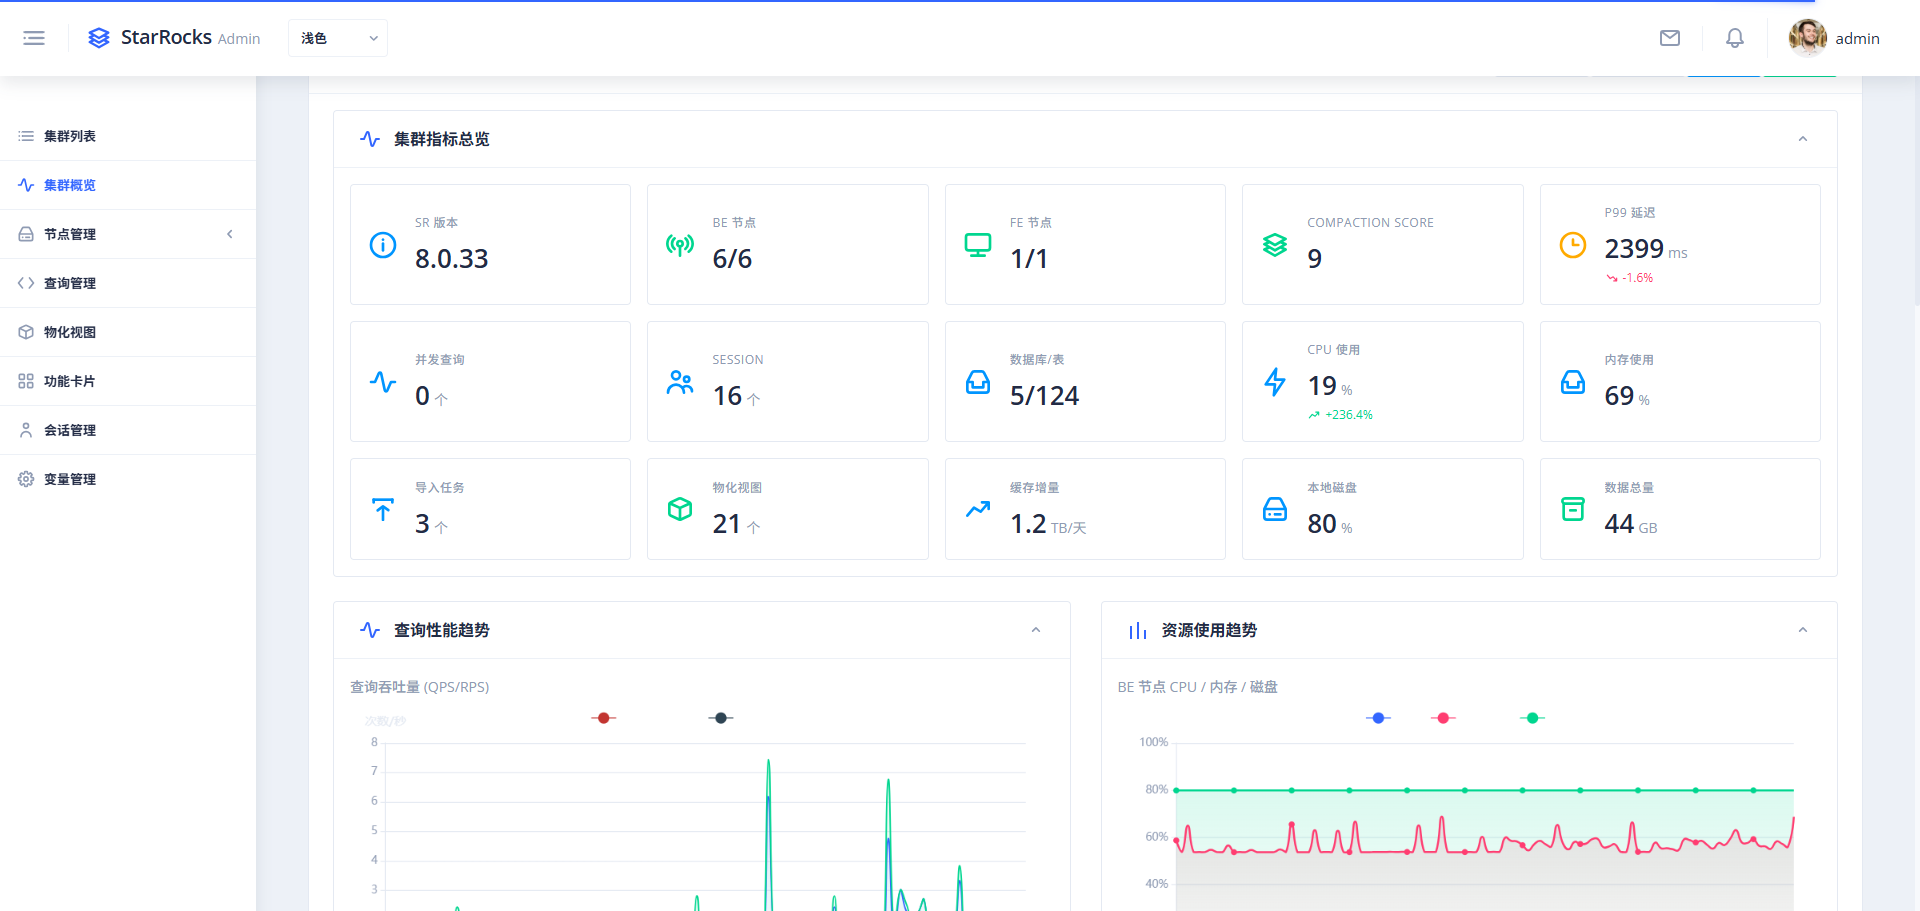 StarRocks Admin
浅色
admin
集群列表
集群概览
节点管理
查询管理
物化视图
功能卡片
会话管理
变量管理
集群指标总览
SR 版本
8.0.33
BE 节点
6/6
FE 节点
1/1
COMPACTION SCORE
9
P99 延迟
2399 ms
-1.6%
并发查询
0 个
SESSION
16 个
数据库/表
5/124
CPU 使用
19 %
+236.4%
内存使用
69 %
导入任务
3 个
物化视图
21 个
缓存增量
1.2 TB/天
本地磁盘
80 %
数据总量
44 GB
查询性能趋势
查询吞吐量 (QPS/RPS)
次数/秒
8
7
6
5
4
3
资源使用趋势
BE 节点 CPU / 内存 / 磁盘
100%
80%
60%
40%